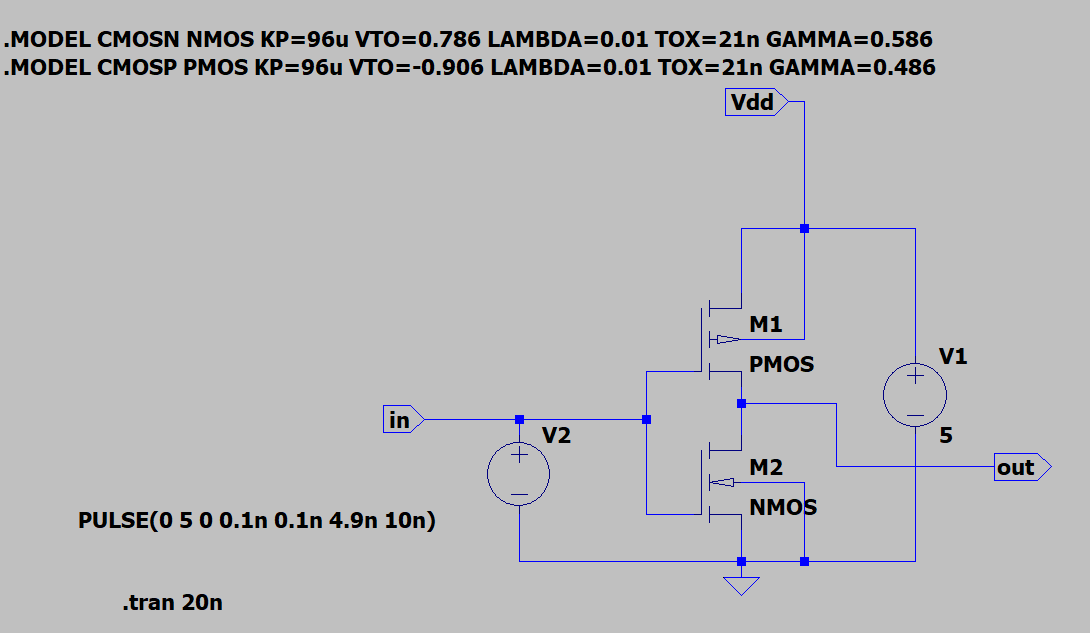 .MODEL CMOSN NMOS KP=96u VTO=0.786 LAMBDA=0.01 TOX=21n GAMMA=0.586
.MODEL CMOSP PMOS KP=96u VTO=-0.906 LAMBDA=0.01 TOX=21n GAMMA=0.486
Vdd
M1
PMOS
V1
5
in
V2
M2
NMOS
out
PULSE(0 5 0 0.1n 0.1n 4.9n 10n)
.tran 20n